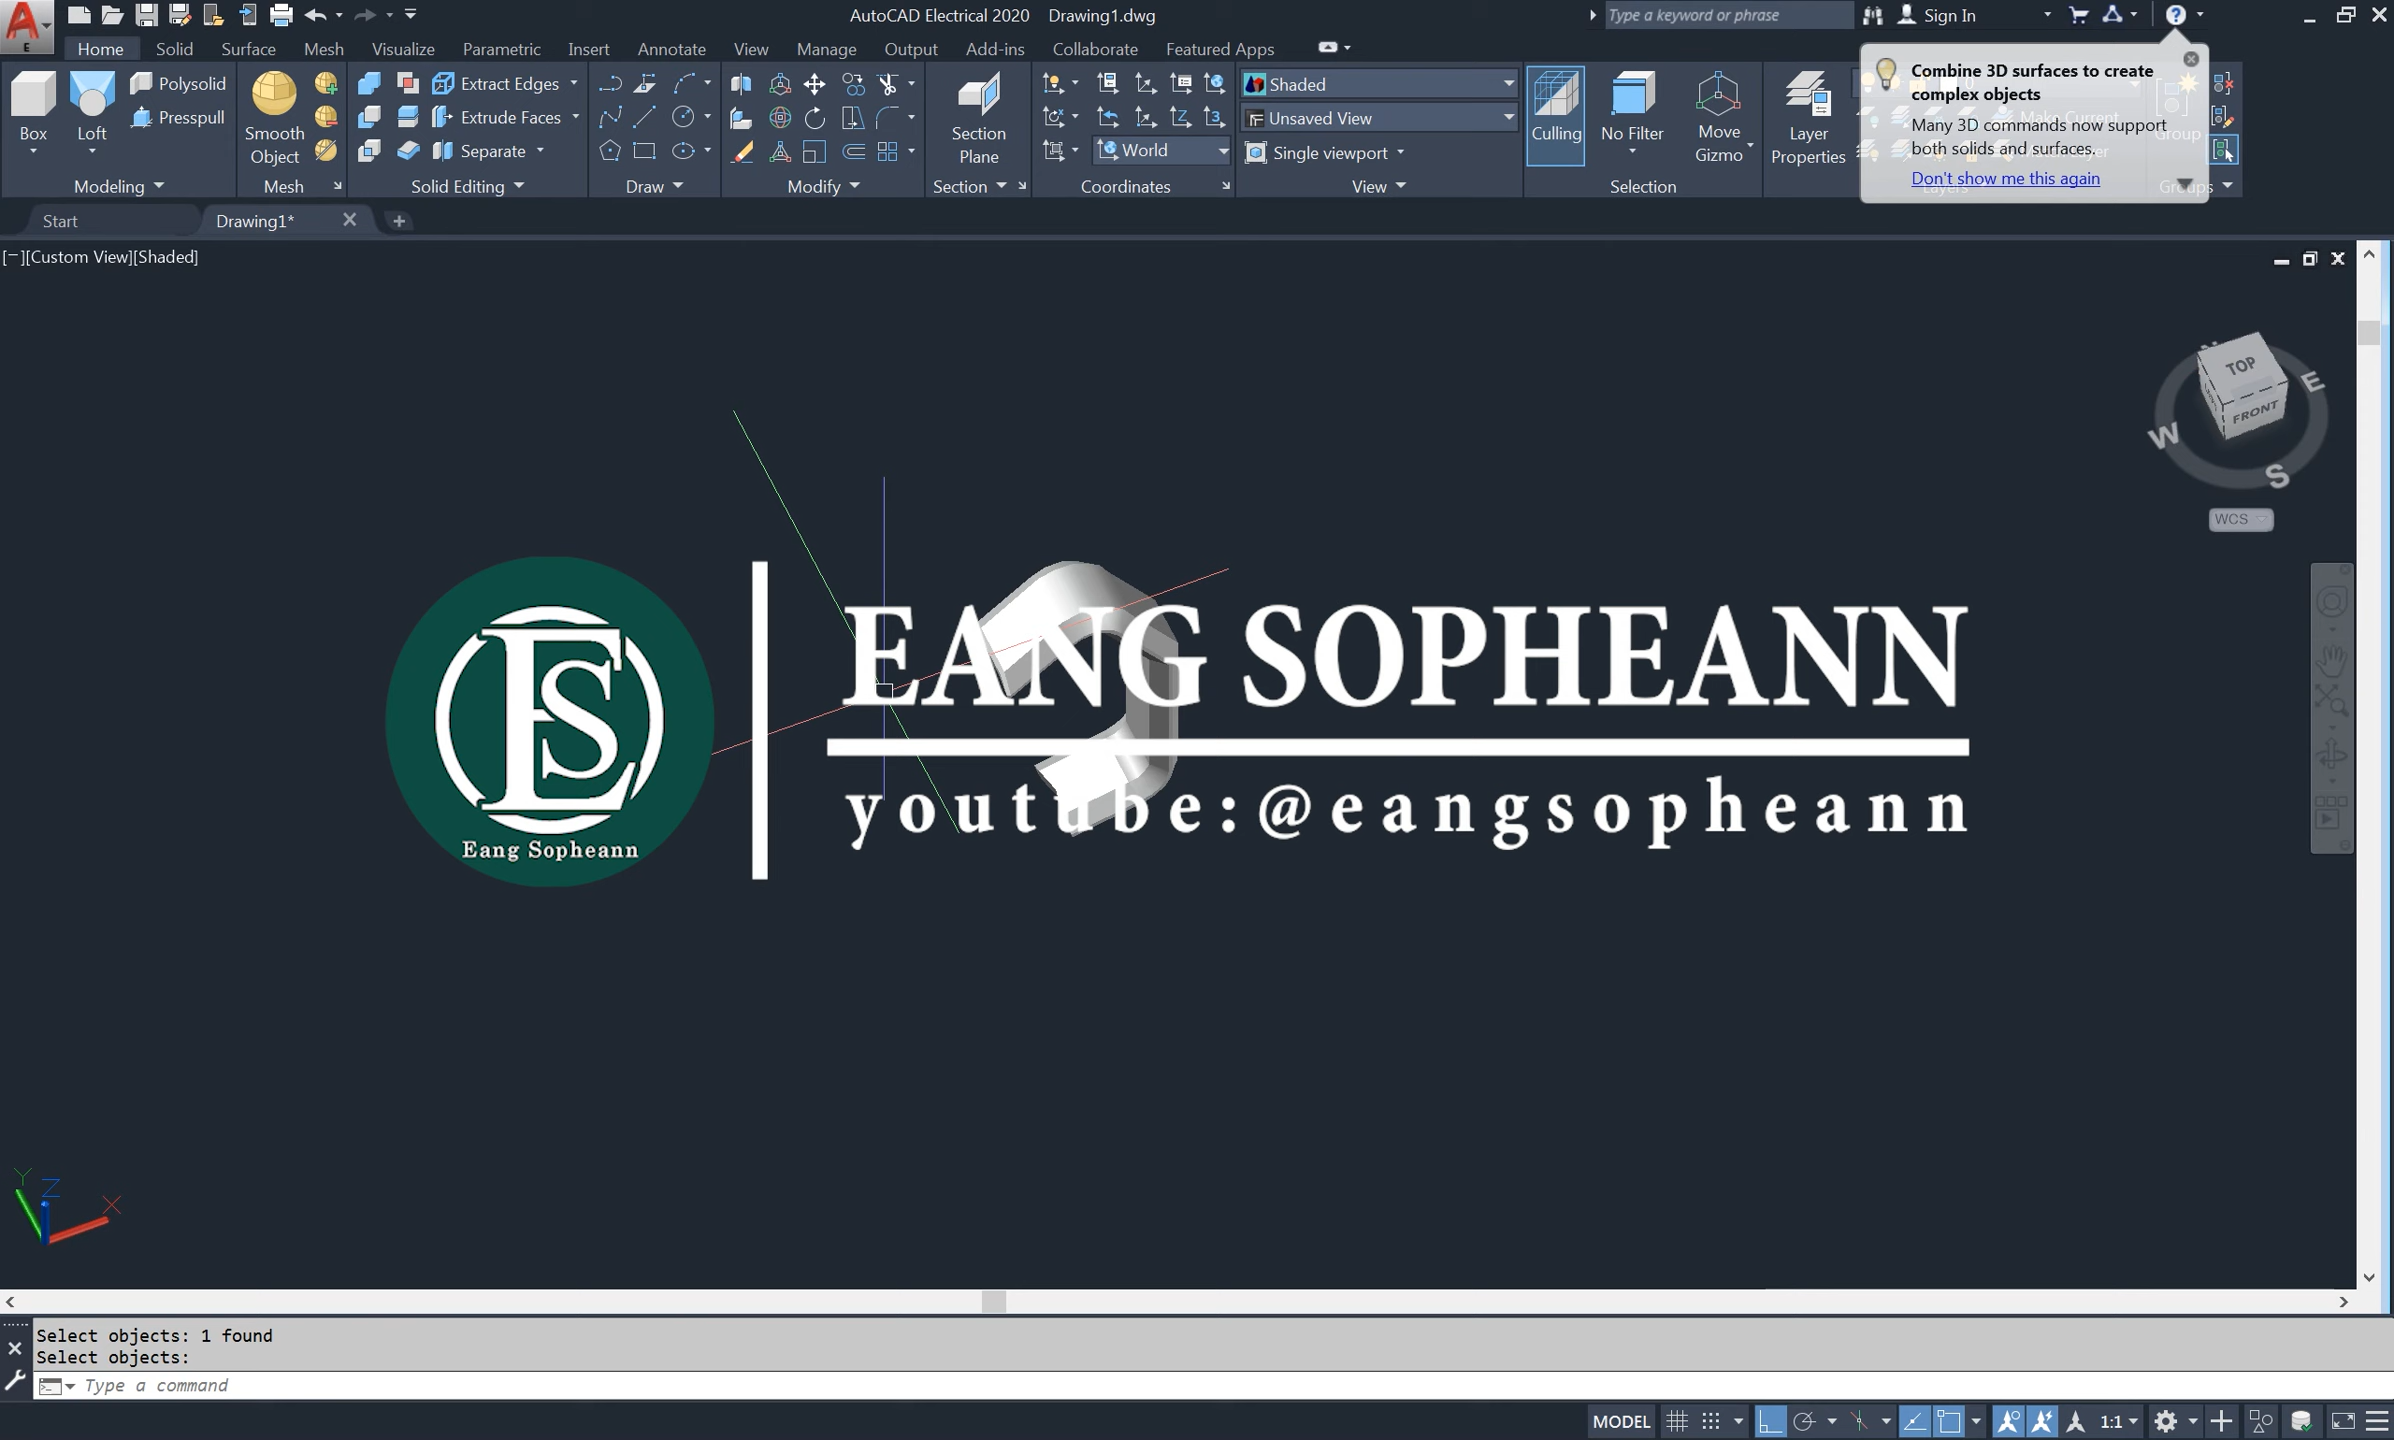 AutoCAD Electrical 2020 Drawing1.dwg
Type a keyword or phrase
Sign In
Home Solid Surface Mesh Visualize Parametric Insert Annotate View Manage Output Add-ins Collaborate Featured Apps
Box
Loft
Polysolid
Presspull
Modeling
Smooth
Object
Mesh
Extract Edges
Extrude Faces
Separate
Solid Editing
Draw
Modify
Section
Plane
Section
World
Coordinates
Shaded
Unsaved View
Single viewport
View
Culling
No Filter
Move
Gizmo
Selection
Layer
Properties
Layers
Make Current
Group
Groups
Combine 3D surfaces to create
complex objects
Many 3D commands now support
both solids and surfaces.
Don't show me this again
Start
Drawing1*
[−][Custom View][Shaded]
TOP
FRONT
E
W
S
WCS
ES
Eang Sopheann
EANG SOPHEANN
youtube:@eangsopheann
Y
Z
X
Select objects: 1 found
Select objects:
Type a command
MODEL
1:1